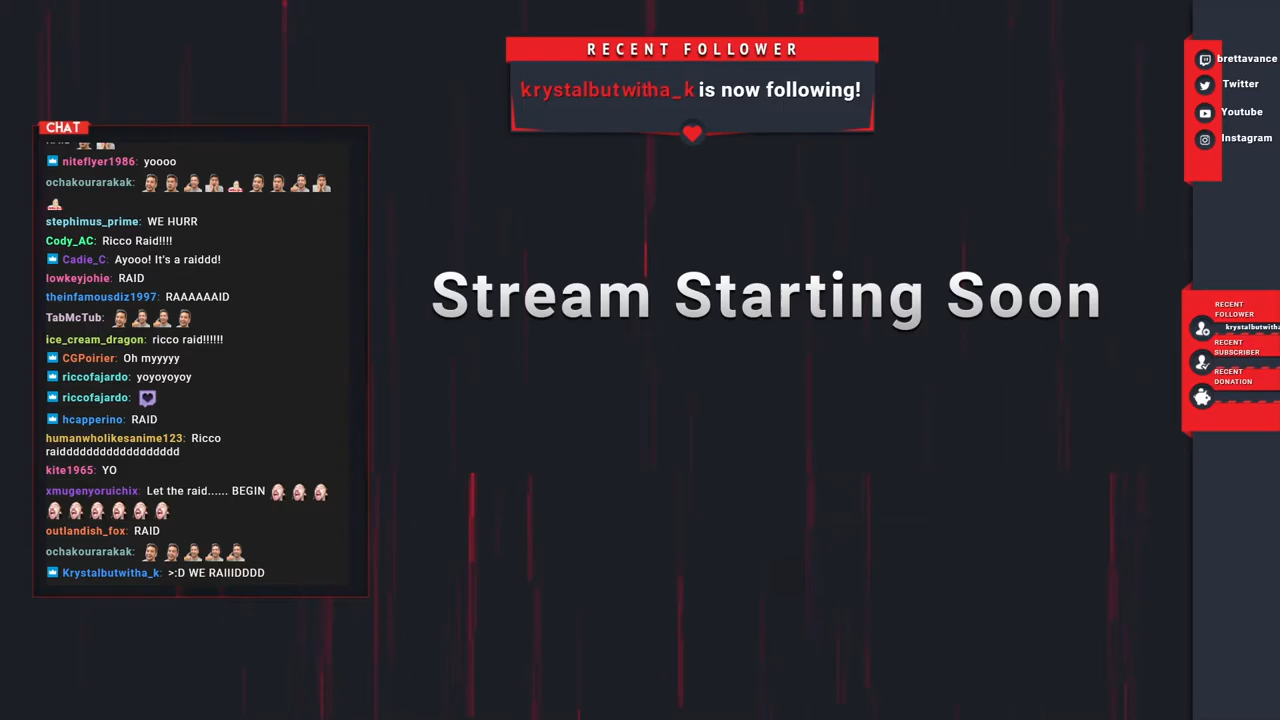 RECENT FOLLOWER
krystalbutwitha_k is now following!
CHAT
niteflyer1986: yoooo
ochakourarakak:
stephimus_prime: WE HURR
Cody_AC: Ricco Raid!!!!
Cadie_C: Ayooo! It's a raiddd!
lowkeyjohie: RAID
theinfamousdiz1997: RAAAAAAID
TabMcTub:
ice_cream_dragon: ricco raid!!!!!!
CGPoirier: Oh myyyyy
riccofajardo: yoyoyoyoy
riccofajardo:
hcapperino: RAID
humanwholikesanime123: Ricco
raidddddddddddddddddd
kite1965: YO
xmugenyoruichix: Let the raid...... BEGIN
outlandish_fox: RAID
ochakourarakak:
Krystalbutwitha_k: >:D WE RAIIIDDDD
Stream Starting Soon
brettavance
Twitter
Youtube
Instagram
RECENT
FOLLOWER
krystalbutwitha
RECENT
SUBSCRIBER
RECENT
DONATION